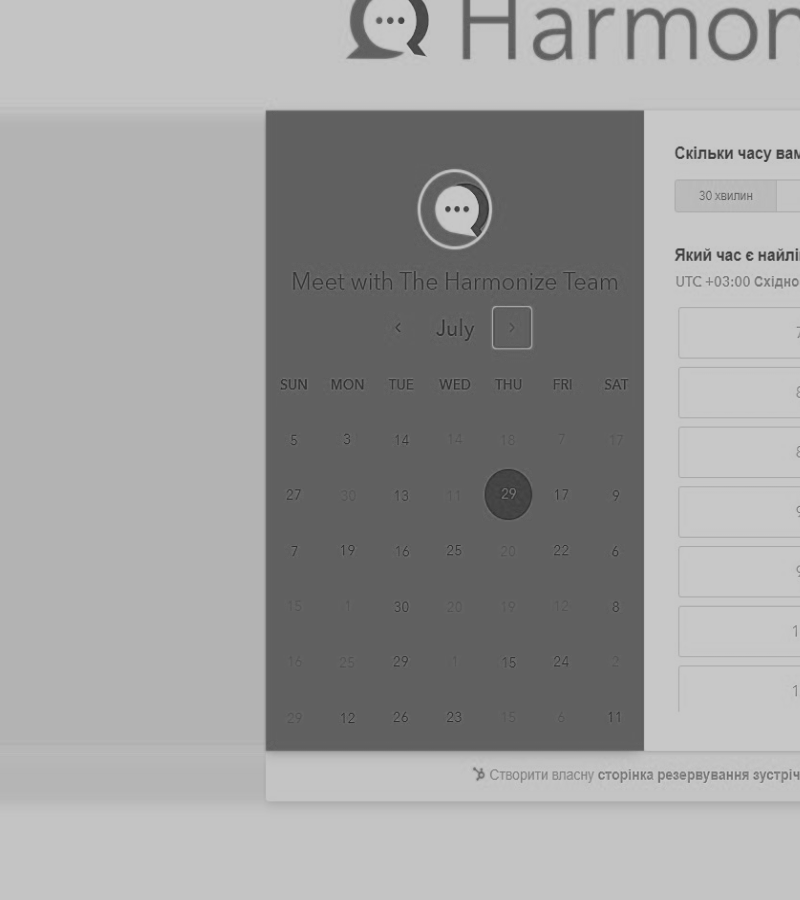 Harmon
Meet with The Harmonize Team
July
SUN MON TUE WED THU FRI SAT
5 3 14 14 18 7 17
27 30 13 11 29 17 9
7 19 16 25 20 22 6
15 1 30 20 19 12 8
16 25 29 1 15 24 2
29 12 26 23 15 6 11
Скільки часу вам
30 хвилин
Який час є найлі
UTC +03:00 Східно
7
8
8
9
9
1
1
Створити власну сторінка резервування зустріч